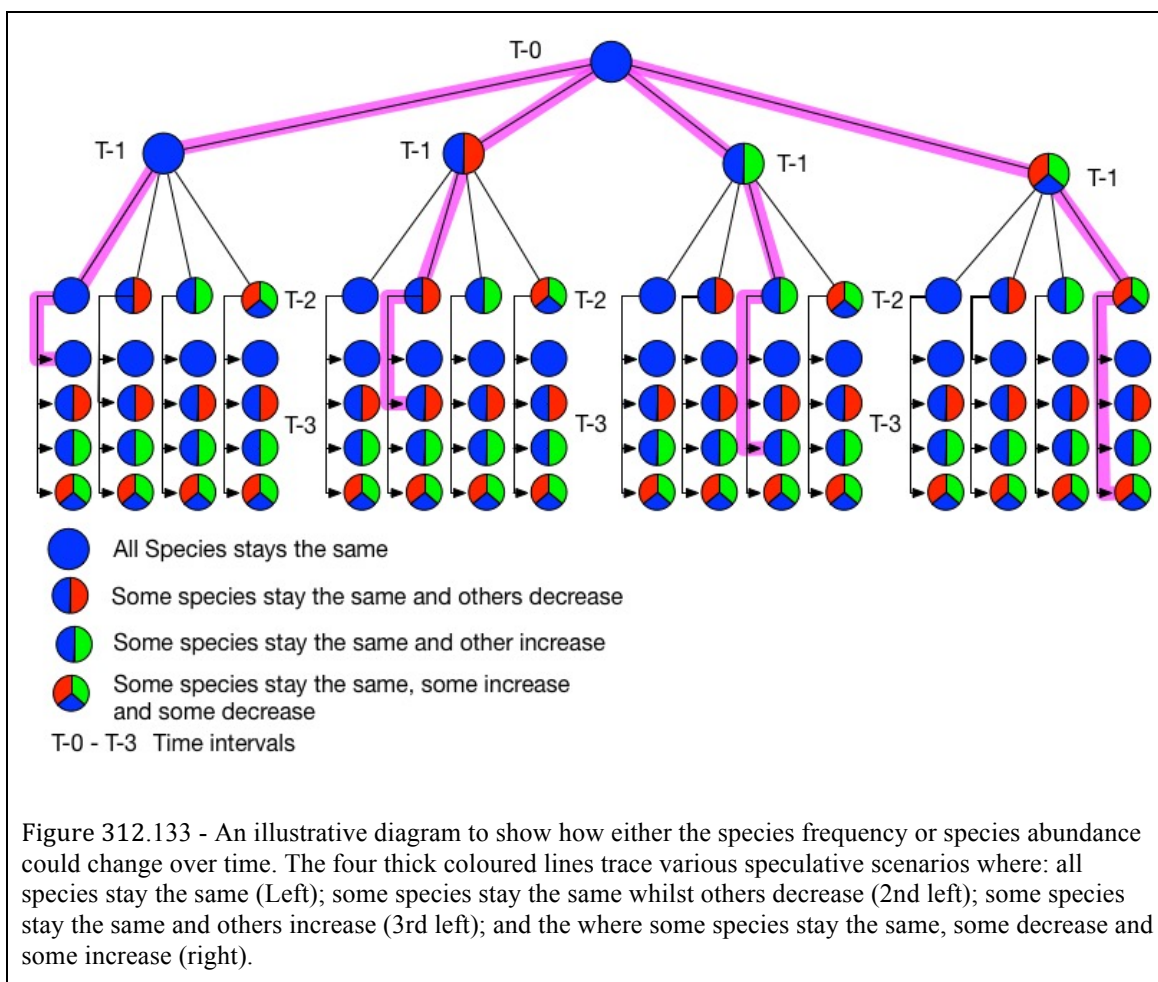 T-0
T-1
T-1
T-1
T-1
T-2
T-2
T-2
T-3
T-3
T-3
All Species stays the same
Some species stay the same and others decrease
Some species stay the same and other increase
Some species stay the same, some increase
and some decrease
T-0 - T-3 Time intervals
Figure 312.133 - An illustrative diagram to show how either the species frequency or species abundance
could change over time. The four thick coloured lines trace various speculative scenarios where: all
species stay the same (Left); some species stay the same whilst others decrease (2nd left); some species
stay the same and others increase (3rd left); and the where some species stay the same, some decrease and
some increase (right).